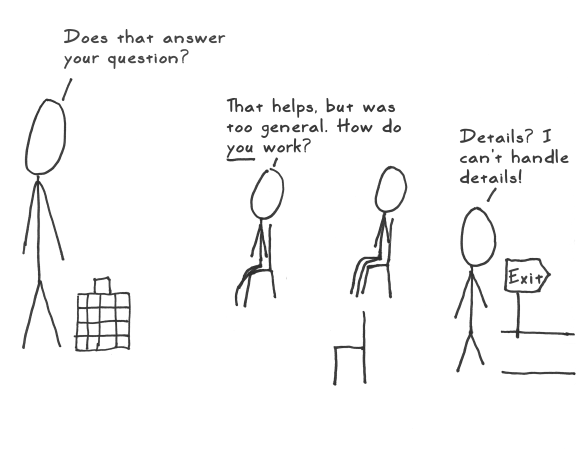 Does that answer
your question?
That helps, but was
too general. How do
you work?
Details? I
can't handle
details!
Exit